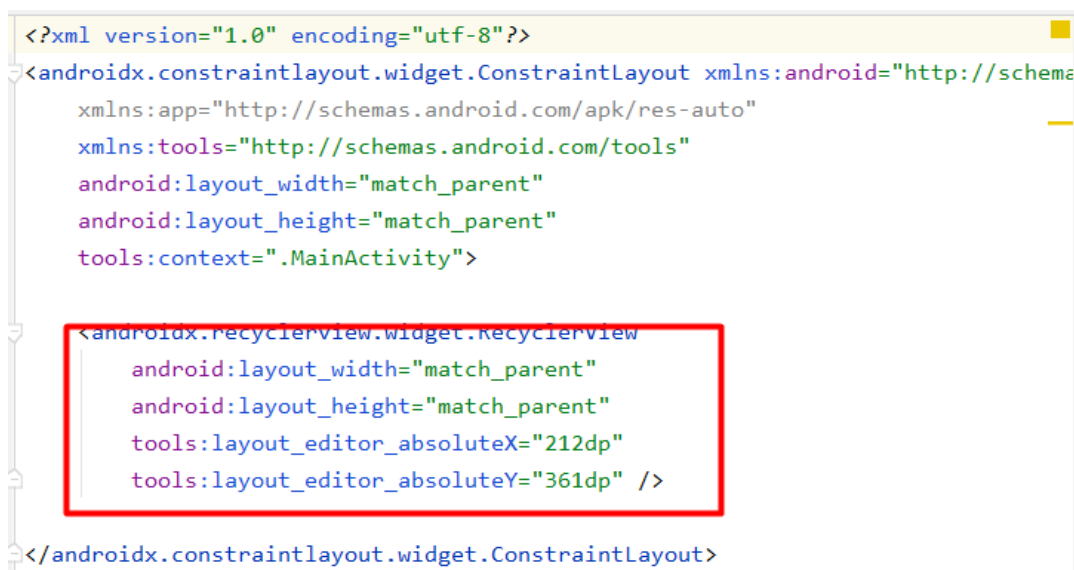 <?xml version="1.0" encoding="utf-8"?>
<androidx.constraintlayout.widget.ConstraintLayout xmlns:android="http://schema
xmlns:app="http://schemas.android.com/apk/res-auto"
xmlns:tools="http://schemas.android.com/tools"
android:layout_width="match_parent"
android:layout_height="match_parent"
tools:context=".MainActivity">
<androidx.recyclerview.widget.RecyclerView
android:layout_width="match_parent"
android:layout_height="match_parent"
tools:layout_editor_absoluteX="212dp"
tools:layout_editor_absoluteY="361dp" />
</androidx.constraintlayout.widget.ConstraintLayout>